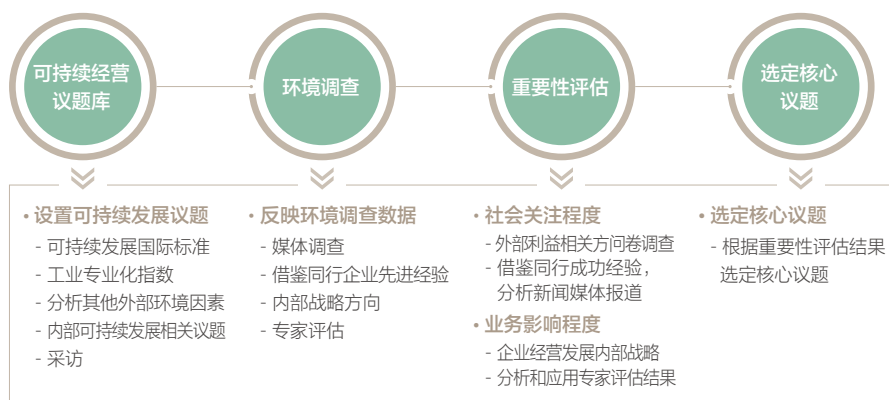 可持续经营
议题库
环境调查
重要性评估
选定核心
议题
• 设置可持续发展议题
- 可持续发展国际标准
- 工业专业化指数
- 分析其他外部环境因素
- 内部可持续发展相关议题
- 采访
• 反映环境调查数据
- 媒体调查
- 借鉴同行企业先进经验
- 内部战略方向
- 专家评估
• 社会关注程度
- 外部利益相关方问卷调查
- 借鉴同行成功经验，
分析新闻媒体报道
• 业务影响程度
- 企业经营发展内部战略
- 分析和应用专家评估结果
• 选定核心议题
- 根据重要性评估结果
选定核心议题